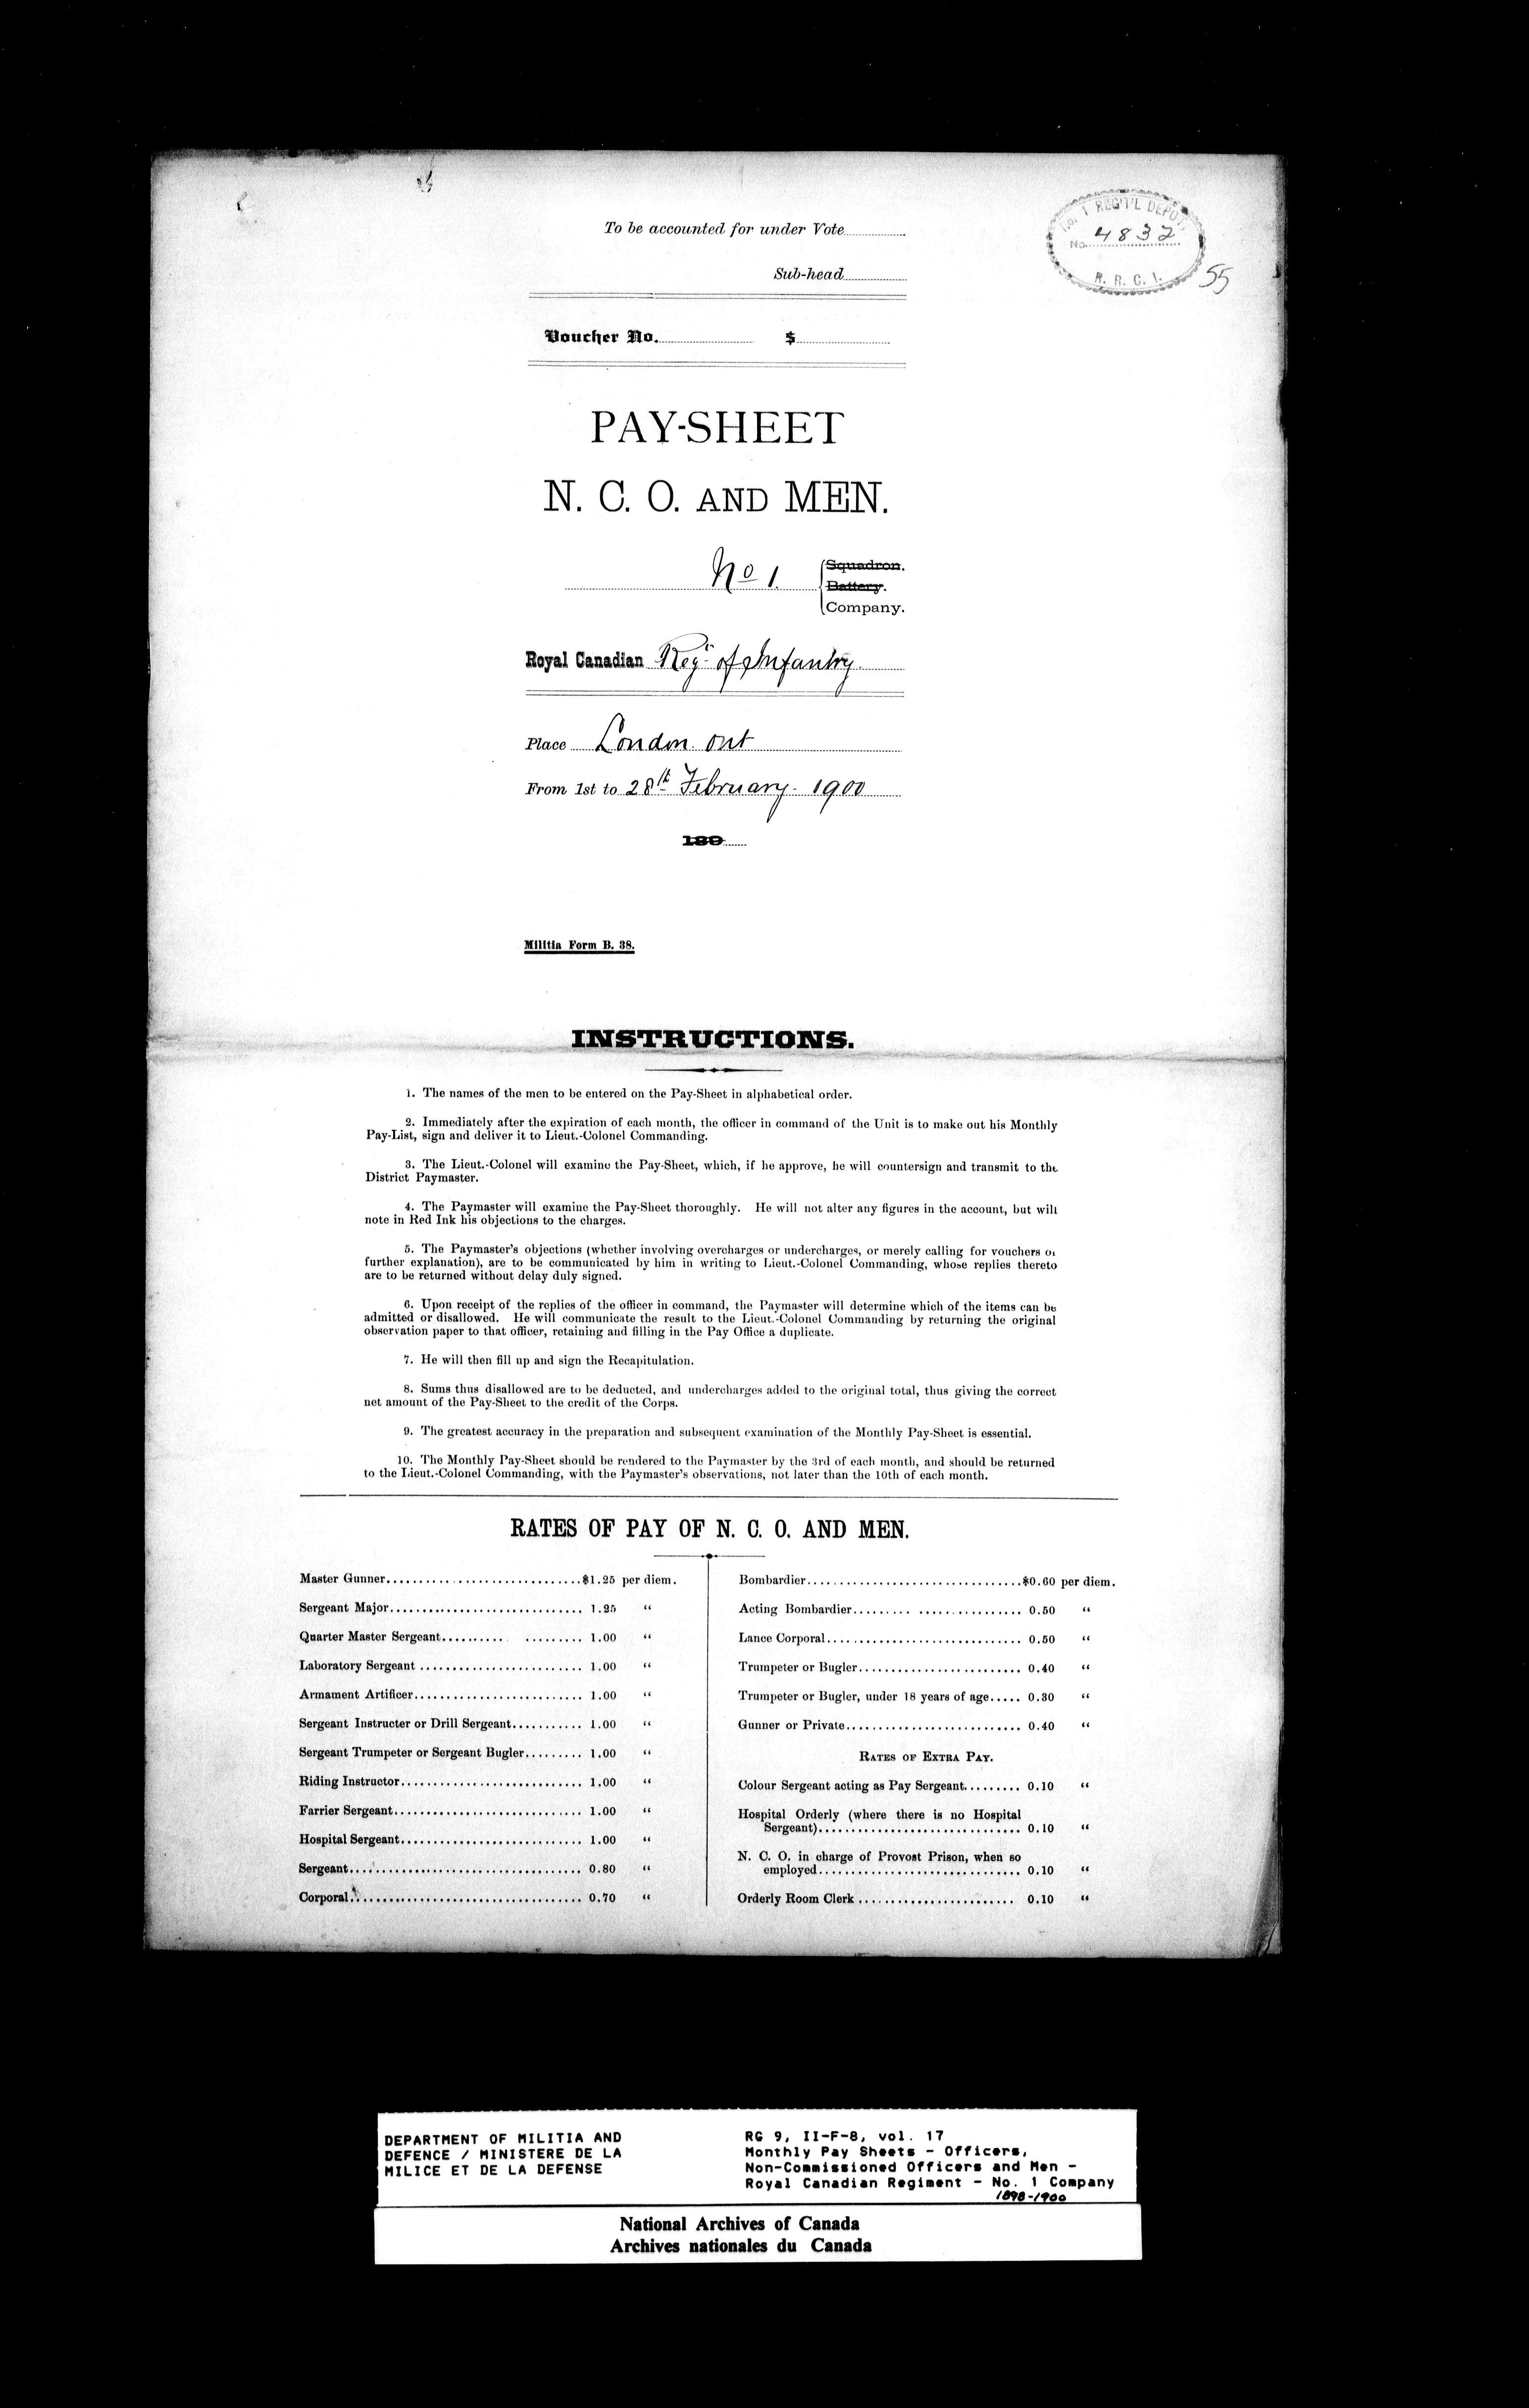 To be accounted for under Vote
Sub-head
No. 1 REG'T'L DEPOT.
No. 4832
R. R. C. I.
55
Voucher No. $
PAY-SHEET
N. C. O. AND MEN.
No 1. Squadron.
Battery.
Company.
Royal Canadian Regt of Infantry
Place London Ont
From 1st to 28th February 1900
189
Militia Form B. 38.
INSTRUCTIONS.
1. The names of the men to be entered on the Pay-Sheet in alphabetical order.
2. Immediately after the expiration of each month, the officer in command of the Unit is to make out his Monthly
Pay-List, sign and deliver it to Lieut.-Colonel Commanding.
3. The Lieut.-Colonel will examine the Pay-Sheet, which, if he approve, he will countersign and transmit to the
District Paymaster.
4. The Paymaster will examine the Pay-Sheet thoroughly. He will not alter any figures in the account, but will
note in Red Ink his objections to the charges.
5. The Paymaster's objections (whether involving overcharges or undercharges, or merely calling for vouchers or
further explanation), are to be communicated by him in writing to Lieut.-Colonel Commanding, whose replies thereto
are to be returned without delay duly signed.
6. Upon receipt of the replies of the officer in command, the Paymaster will determine which of the items can be
admitted or disallowed. He will communicate the result to the Lieut.-Colonel Commanding by returning the original
observation paper to that officer, retaining and filling in the Pay Office a duplicate.
7. He will then fill up and sign the Recapitulation.
8. Sums thus disallowed are to be deducted, and undercharges added to the original total, thus giving the correct
net amount of the Pay-Sheet to the credit of the Corps.
9. The greatest accuracy in the preparation and subsequent examination of the Monthly Pay-Sheet is essential.
10. The Monthly Pay-Sheet should be rendered to the Paymaster by the 3rd of each month, and should be returned
to the Lieut.-Colonel Commanding, with the Paymaster's observations, not later than the 10th of each month.
RATES OF PAY OF N. C. O. AND MEN.
Master Gunner $1.25 per diem.
Sergeant Major 1.25 "
Quarter Master Sergeant 1.00 "
Laboratory Sergeant 1.00 "
Armament Artificer 1.00 "
Sergeant Instructer or Drill Sergeant 1.00 "
Sergeant Trumpeter or Sergeant Bugler 1.00 "
Riding Instructor 1.00 "
Farrier Sergeant 1.00 "
Hospital Sergeant 1.00 "
Sergeant 0.80 "
Corporal 0.70 "
Bombardier $0.60 per diem.
Acting Bombardier 0.50 "
Lance Corporal 0.50 "
Trumpeter or Bugler 0.40 "
Trumpeter or Bugler, under 18 years of age 0.30 "
Gunner or Private 0.40 "
RATES OF EXTRA PAY.
Colour Sergeant acting as Pay Sergeant 0.10 "
Hospital Orderly (where there is no Hospital
Sergeant) 0.10 "
N. C. O. in charge of Provost Prison, when so
employed 0.10 "
Orderly Room Clerk 0.10 "
DEPARTMENT OF MILITIA AND
DEFENCE / MINISTERE DE LA
MILICE ET DE LA DEFENSE
RG 9, II-F-8, vol. 17
Monthly Pay Sheets - Officers,
Non-Commissioned Officers and Men -
Royal Canadian Regiment - No. 1 Company
1898-1900
National Archives of Canada
Archives nationales du Canada